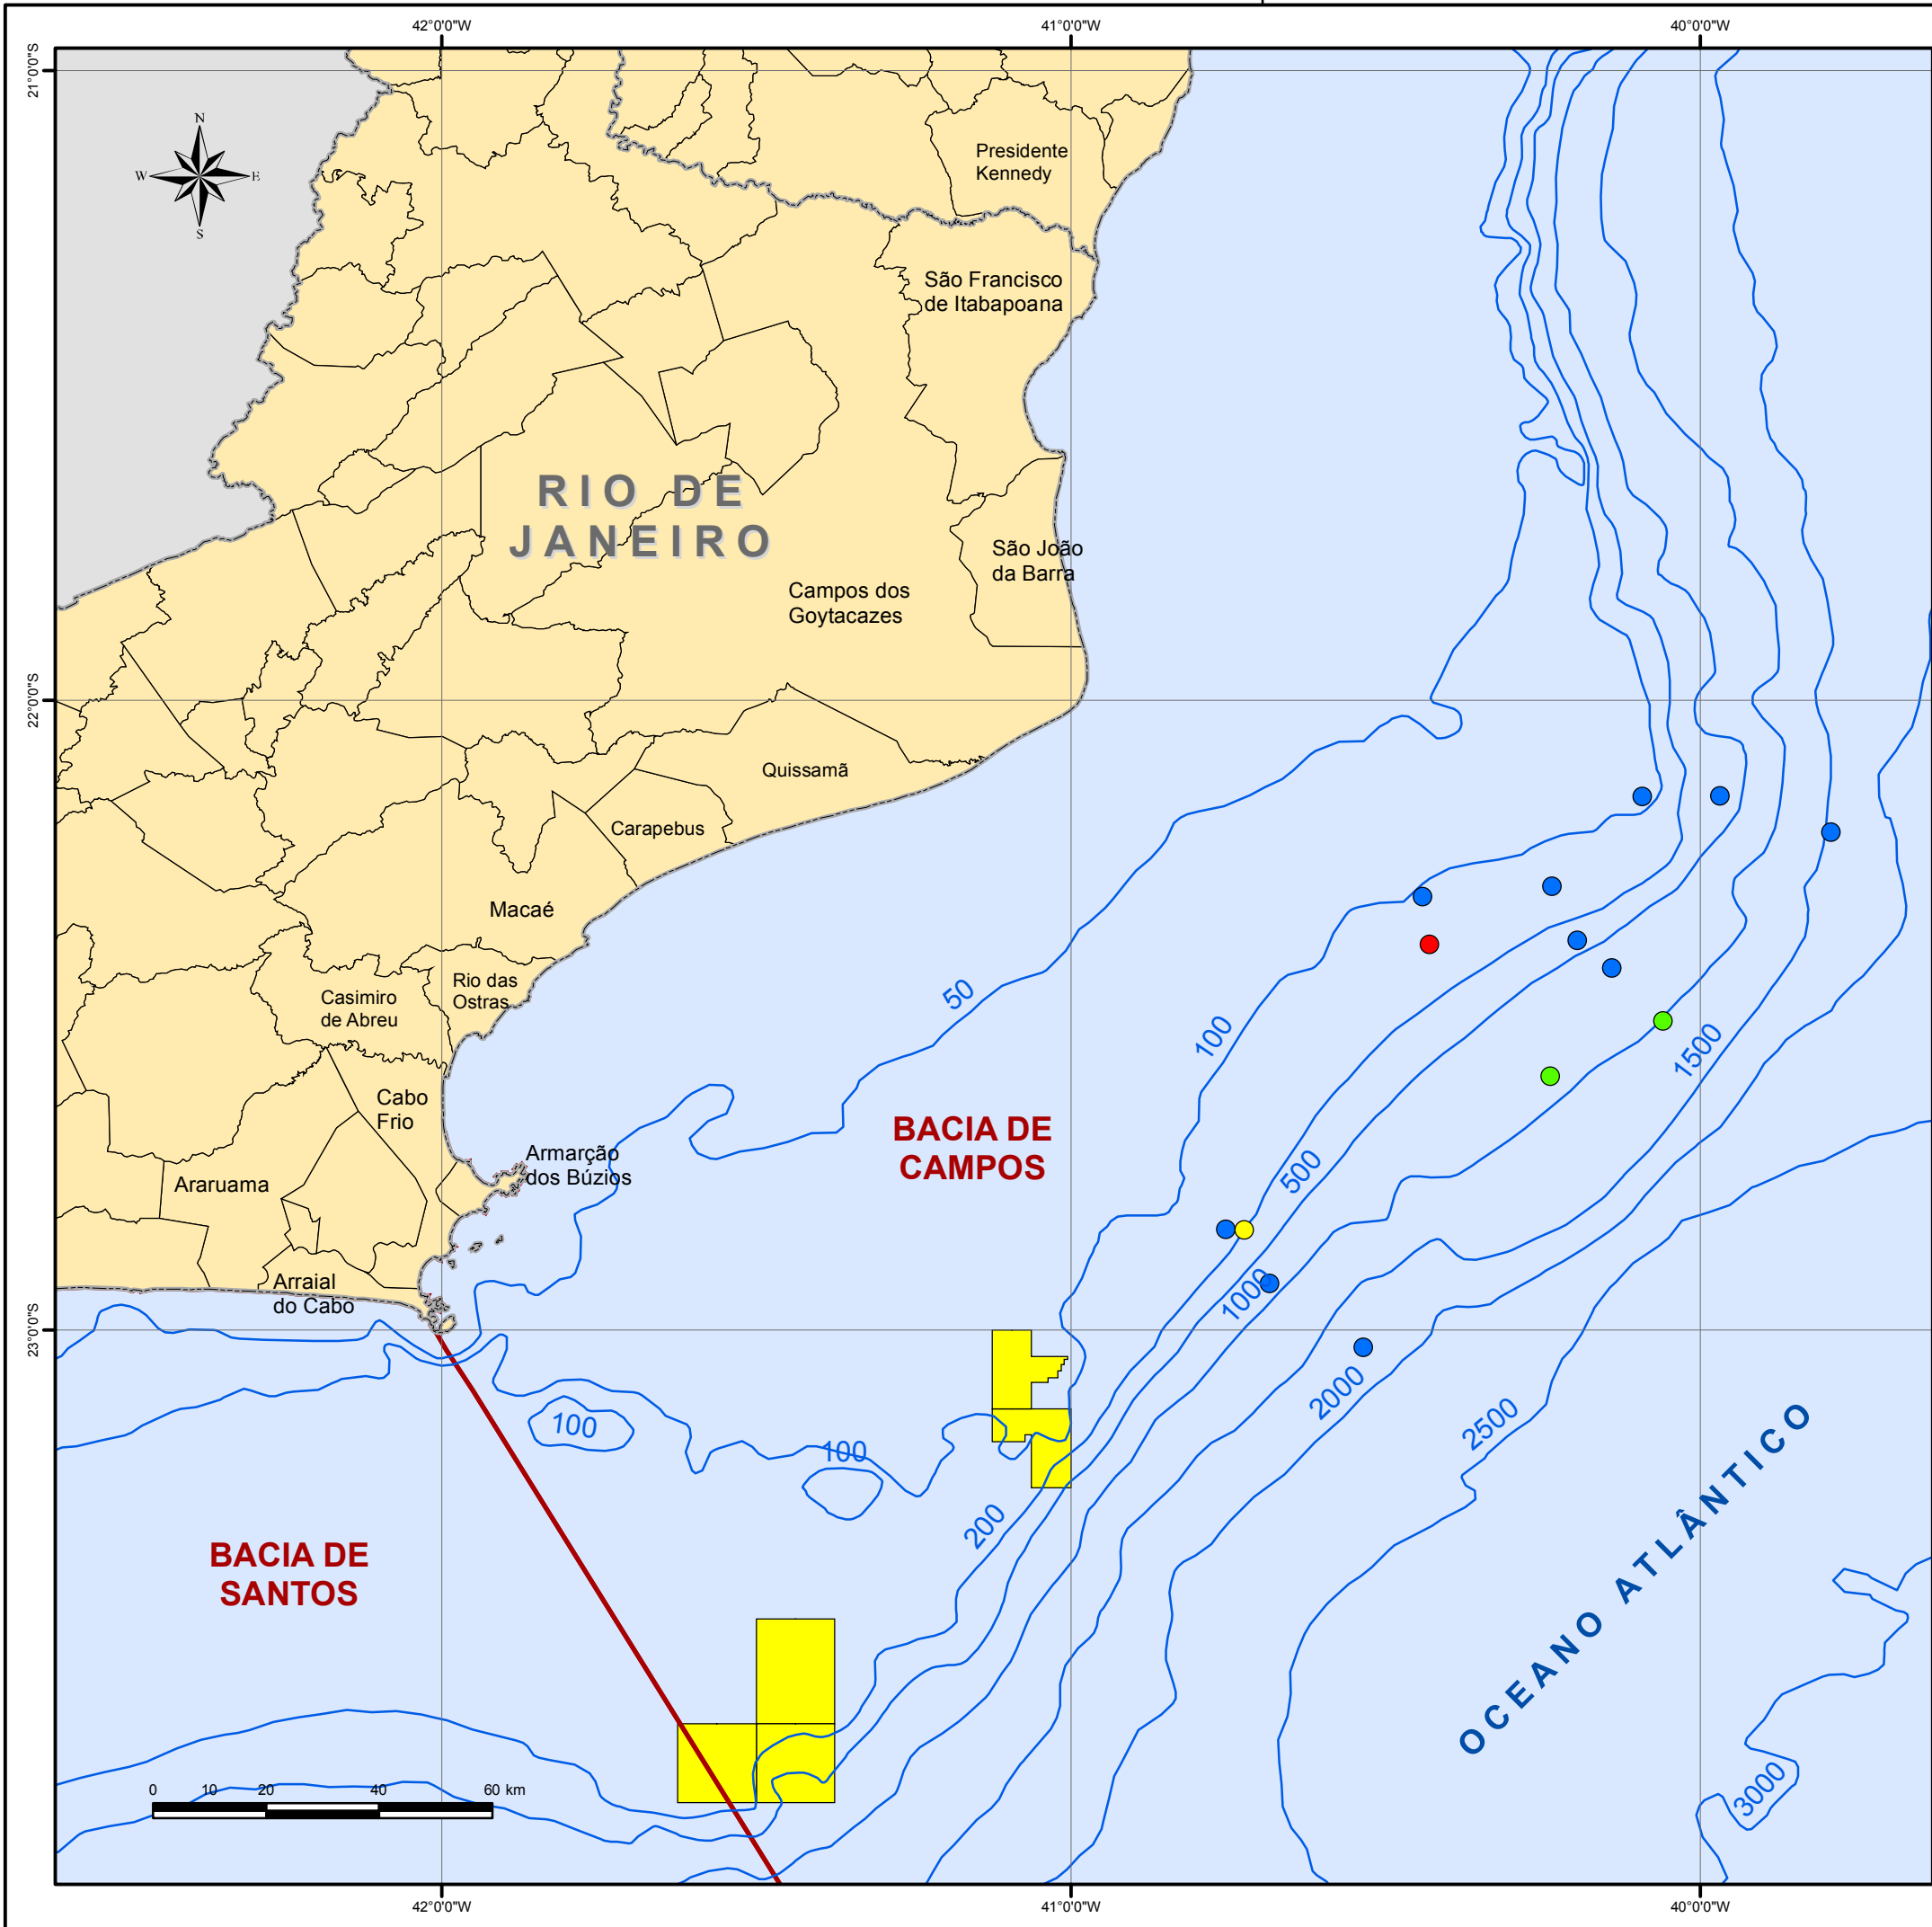 42°0'0"W
41°0'0"W
40°0'0"W
21°0'0"S
N
W
E
S
Presidente
Kennedy
São Francisco
de Itabapoana
RIO DE
JANEIRO
São João
da Barra
Campos dos
Goytacazes
22°0'0"S
Quissamã
Carapebus
Macaé
Rio das
Ostras
Casimiro
de Abreu
50
100
1500
Cabo
Frio
BACIA DE
CAMPOS
Armarção
dos Búzios
500
Araruama
Arraial
do Cabo
1000
23°0'0"S
2000
2500
100
100
200
BACIA DE
SANTOS
OCEANO ATLÂNTICO
3000
0
10
20
40
60 km
42°0'0"W
41°0'0"W
40°0'0"W